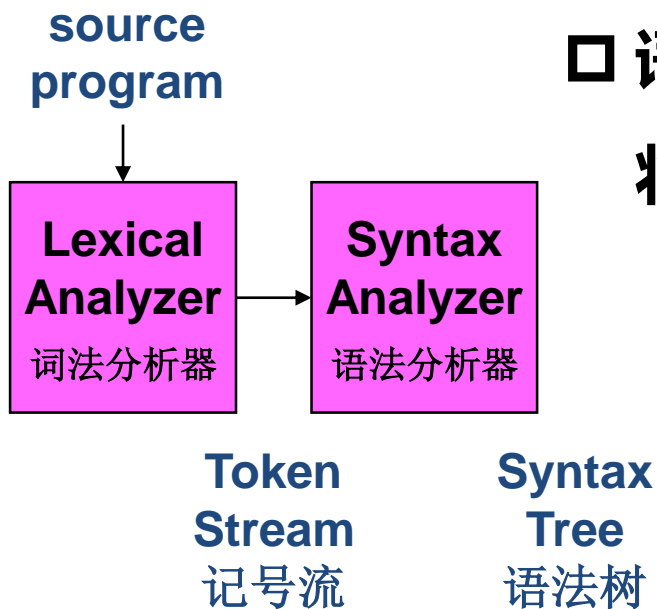 source
program
Lexical
Analyzer
词法分析器
Syntax
Analyzer
语法分析器
Token
Stream
记号流
Syntax
Tree
语法树